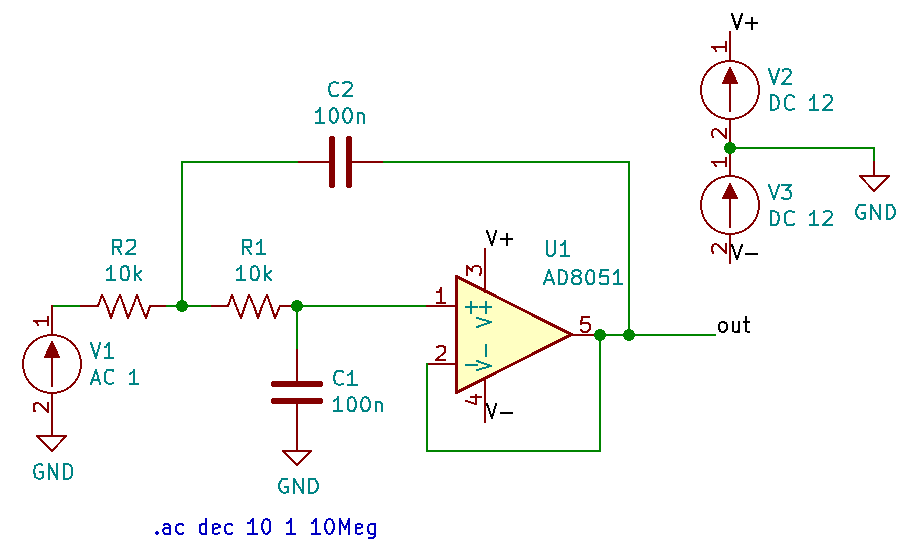 V+
1
V2
DC 12
2
1
V3
DC 12
2
V-
GND
C2
100n
R2
10k
R1
10k
V+
3
U1
AD8051
1
+
V+
5
out
2
-
V-
4
V-
1
V1
AC 1
2
GND
C1
100n
GND
.ac dec 10 1 10Meg